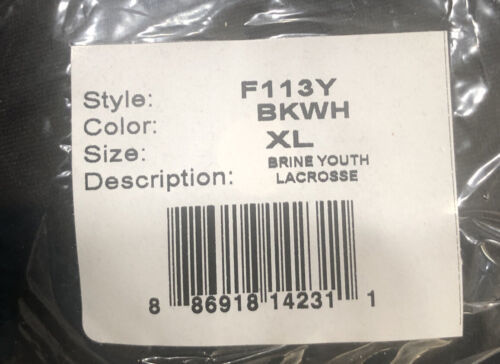 Style: F113Y
Color: BKWH
Size: XL
Description: BRINE YOUTH
LACROSSE
8 86918 14231 1